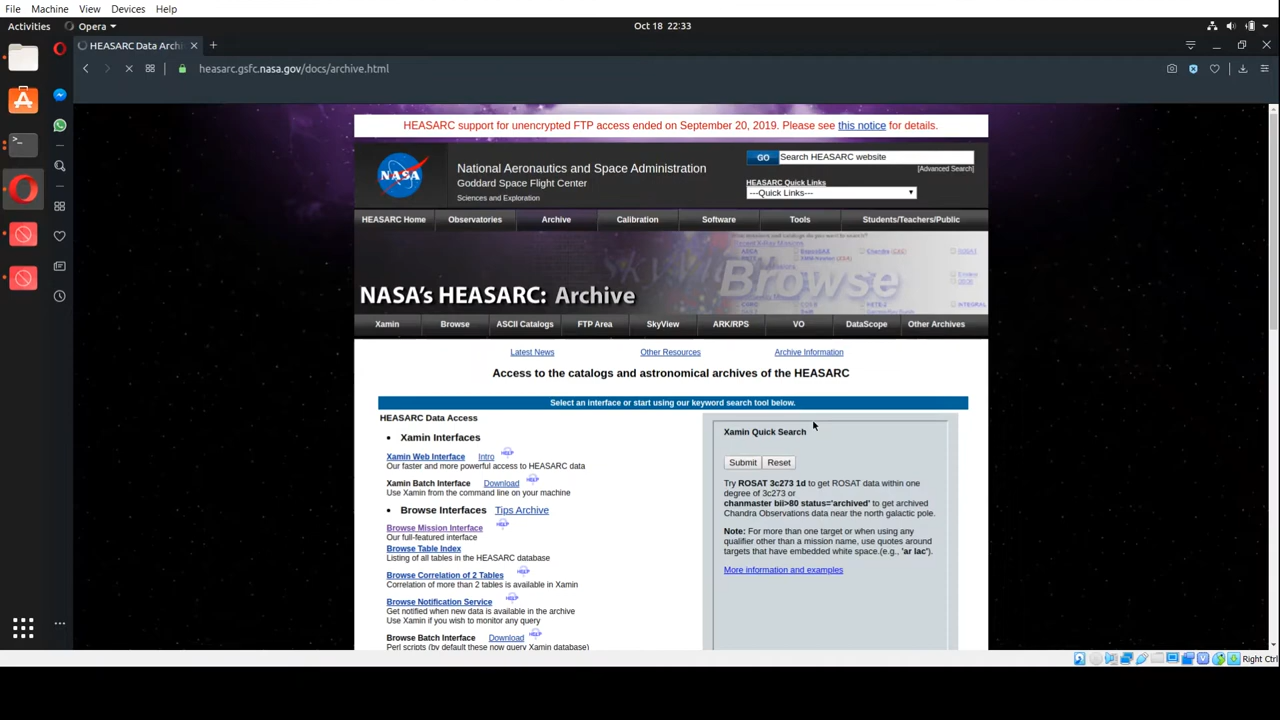 File Machine View Devices Help
Activities Opera Oct 18 22:33
HEASARC Data Archi
heasarc.gsfc.nasa.gov/docs/archive.html
HEASARC support for unencrypted FTP access ended on September 20, 2019. Please see this notice for details.
NASA
National Aeronautics and Space Administration
Goddard Space Flight Center
Sciences and Exploration
GO Search HEASARC website
[Advanced Search]
HEASARC Quick Links
---Quick Links---
HEASARC Home Observatories Archive Calibration Software Tools Students/Teachers/Public
SKY
Browse
NASA's HEASARC: Archive
Xamin Browse ASCII Catalogs FTP Area SkyView ARK/RPS VO DataScope Other Archives
Latest News Other Resources Archive Information
Access to the catalogs and astronomical archives of the HEASARC
Select an interface or start using our keyword search tool below.
HEASARC Data Access
• Xamin Interfaces
Xamin Web Interface Intro HELP
Our faster and more powerful access to HEASARC data
Xamin Batch Interface Download HELP
Use Xamin from the command line on your machine
• Browse Interfaces Tips Archive
Browse Mission Interface HELP
Our full-featured interface
Browse Table Index
Listing of all tables in the HEASARC database
Browse Correlation of 2 Tables HELP
Correlation of more than 2 tables is available in Xamin
Browse Notification Service HELP
Get notified when new data is available in the archive
Use Xamin if you wish to monitor any query
Browse Batch Interface Download HELP
Perl scripts (by default these now query Xamin database)
Xamin Quick Search
Submit Reset
Try ROSAT 3c273 1d to get ROSAT data within one
degree of 3c273 or
chanmaster bii>80 status='archived' to get archived
Chandra Observations data near the north galactic pole.
Note: For more than one target or when using any
qualifier other than a mission name, use quotes around
targets that have embedded white space.(e.g., 'ar lac').
More information and examples
Right Ctrl